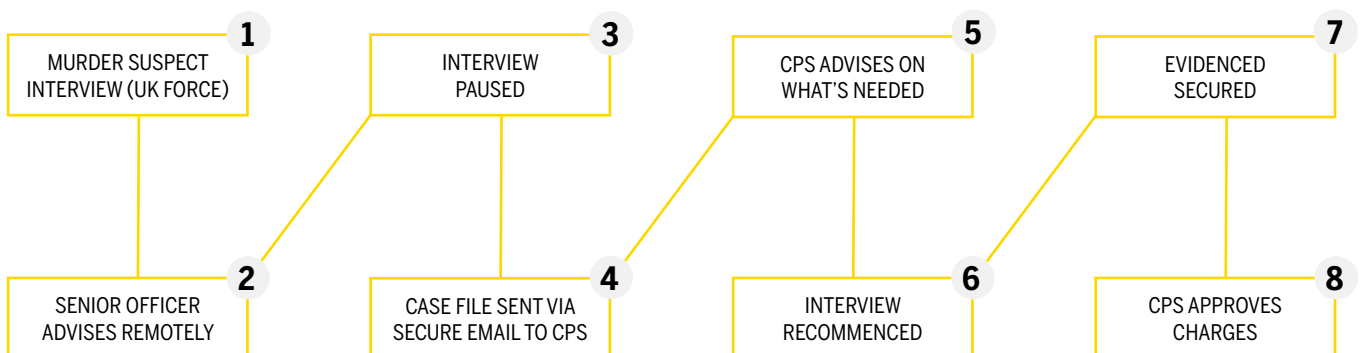 1
MURDER SUSPECT
INTERVIEW (UK FORCE)
2
SENIOR OFFICER
ADVISES REMOTELY
3
INTERVIEW
PAUSED
4
CASE FILE SENT VIA
SECURE EMAIL TO CPS
5
CPS ADVISES ON
WHAT'S NEEDED
6
INTERVIEW
RECOMMENCED
7
EVIDENCED
SECURED
8
CPS APPROVES
CHARGES